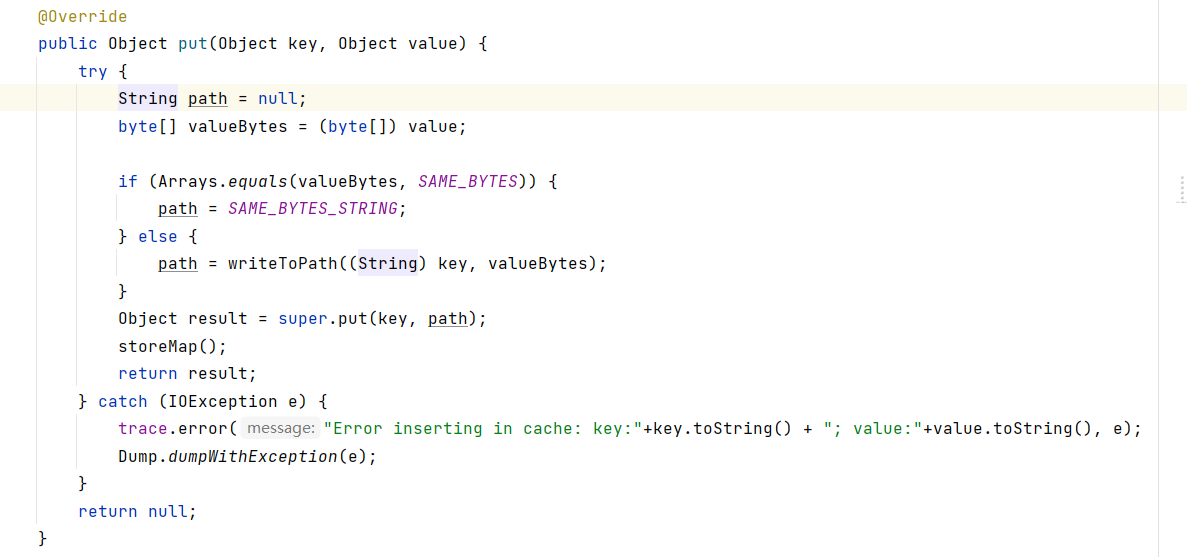 @Override
public Object put(Object key, Object value) {
try {
String path = null;
byte[] valueBytes = (byte[]) value;
if (Arrays.equals(valueBytes, SAME_BYTES)) {
path = SAME_BYTES_STRING;
} else {
path = writeToPath((String) key, valueBytes);
}
Object result = super.put(key, path);
storeMap();
return result;
} catch (IOException e) {
trace.error( message: "Error inserting in cache: key:"+key.toString() + "; value:"+value.toString(), e);
Dump.dumpWithException(e);
}
return null;
}